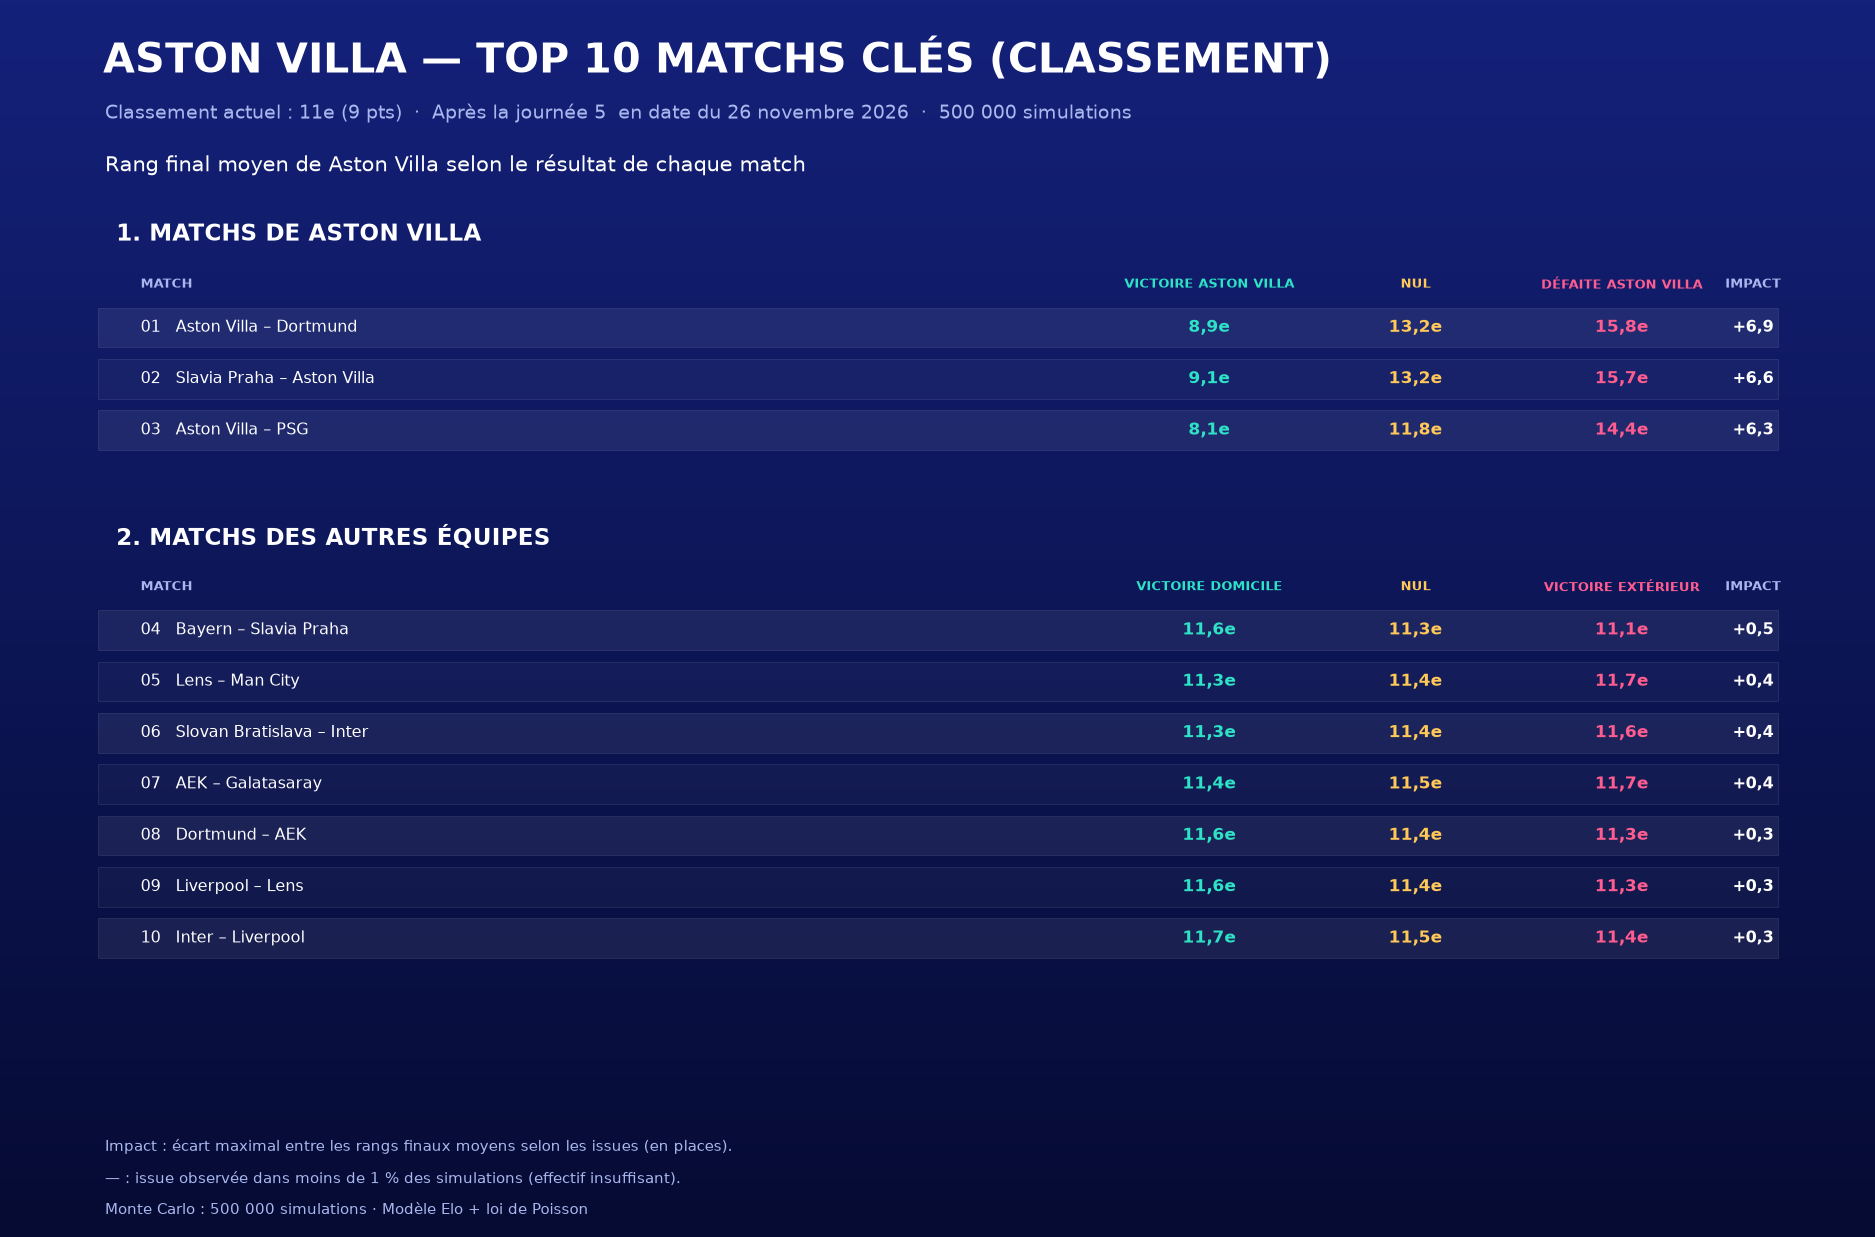 ASTON VILLA — TOP 10 MATCHS CLÉS (CLASSEMENT)
Classement actuel : 11e (9 pts)  ·  Après la journée 5  en date du 26 novembre 2026  ·  500 000 simulations
Rang final moyen de Aston Villa selon le résultat de chaque match
1. MATCHS DE ASTON VILLA
MATCH VICTOIRE ASTON VILLA NUL DÉFAITE ASTON VILLA IMPACT
01 Aston Villa – Dortmund 8,9e 13,2e 15,8e +6,9
02 Slavia Praha – Aston Villa 9,1e 13,2e 15,7e +6,6
03 Aston Villa – PSG 8,1e 11,8e 14,4e +6,3
2. MATCHS DES AUTRES ÉQUIPES
MATCH VICTOIRE DOMICILE NUL VICTOIRE EXTÉRIEUR IMPACT
04 Bayern – Slavia Praha 11,6e 11,3e 11,1e +0,5
05 Lens – Man City 11,3e 11,4e 11,7e +0,4
06 Slovan Bratislava – Inter 11,3e 11,4e 11,6e +0,4
07 AEK – Galatasaray 11,4e 11,5e 11,7e +0,4
08 Dortmund – AEK 11,6e 11,4e 11,3e +0,3
09 Liverpool – Lens 11,6e 11,4e 11,3e +0,3
10 Inter – Liverpool 11,7e 11,5e 11,4e +0,3
Impact : écart maximal entre les rangs finaux moyens selon les issues (en places).
— : issue observée dans moins de 1 % des simulations (effectif insuffisant).
Monte Carlo : 500 000 simulations · Modèle Elo + loi de Poisson